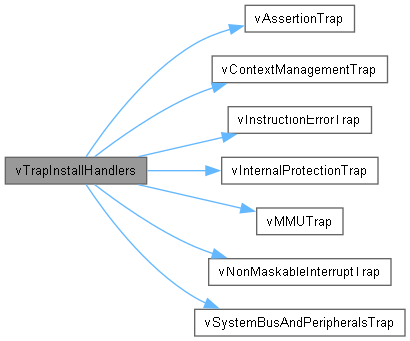 vAssertionTrap
vContextManagementTrap
vInstructionErrorTrap
vTrapInstallHandlers
vInternalProtectionTrap
vMMUTrap
vNonMaskableInterruptTrap
vSystemBusAndPeripheralsTrap